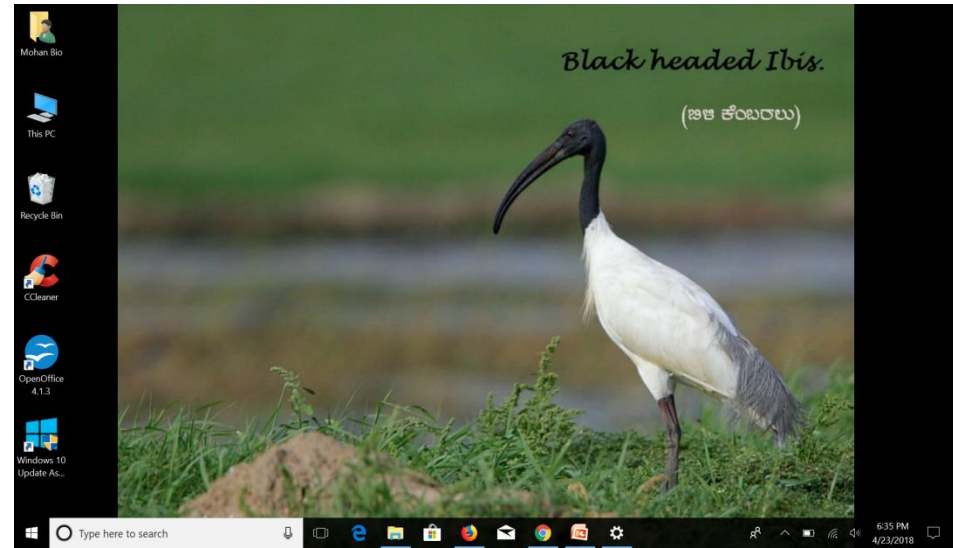 Mohan Bio
This PC
Recycle Bin
CCleaner
OpenOffice
4.1.3
Windows 10
Update As...
Black headed Ibis.
(ಬಿಳಿ ಕೆಂಬರಲು)
Type here to search
6:35 PM
4/23/2018